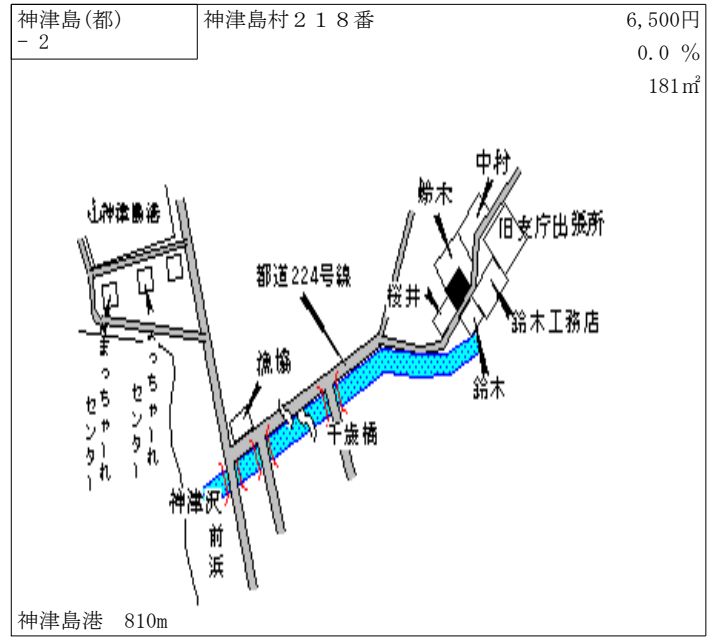 神津島(都)
- 2
神津島村２１８番
6,500円
0.0 %
181㎡
中村
鈴木
旧支庁出張所
神津島港
都道224号線
桜井
鈴木工務店
漁協
鈴木
まっちゃーれ
センター
まっちゃーれ
センター
千歳橋
神津沢
前浜
神津島港　810m